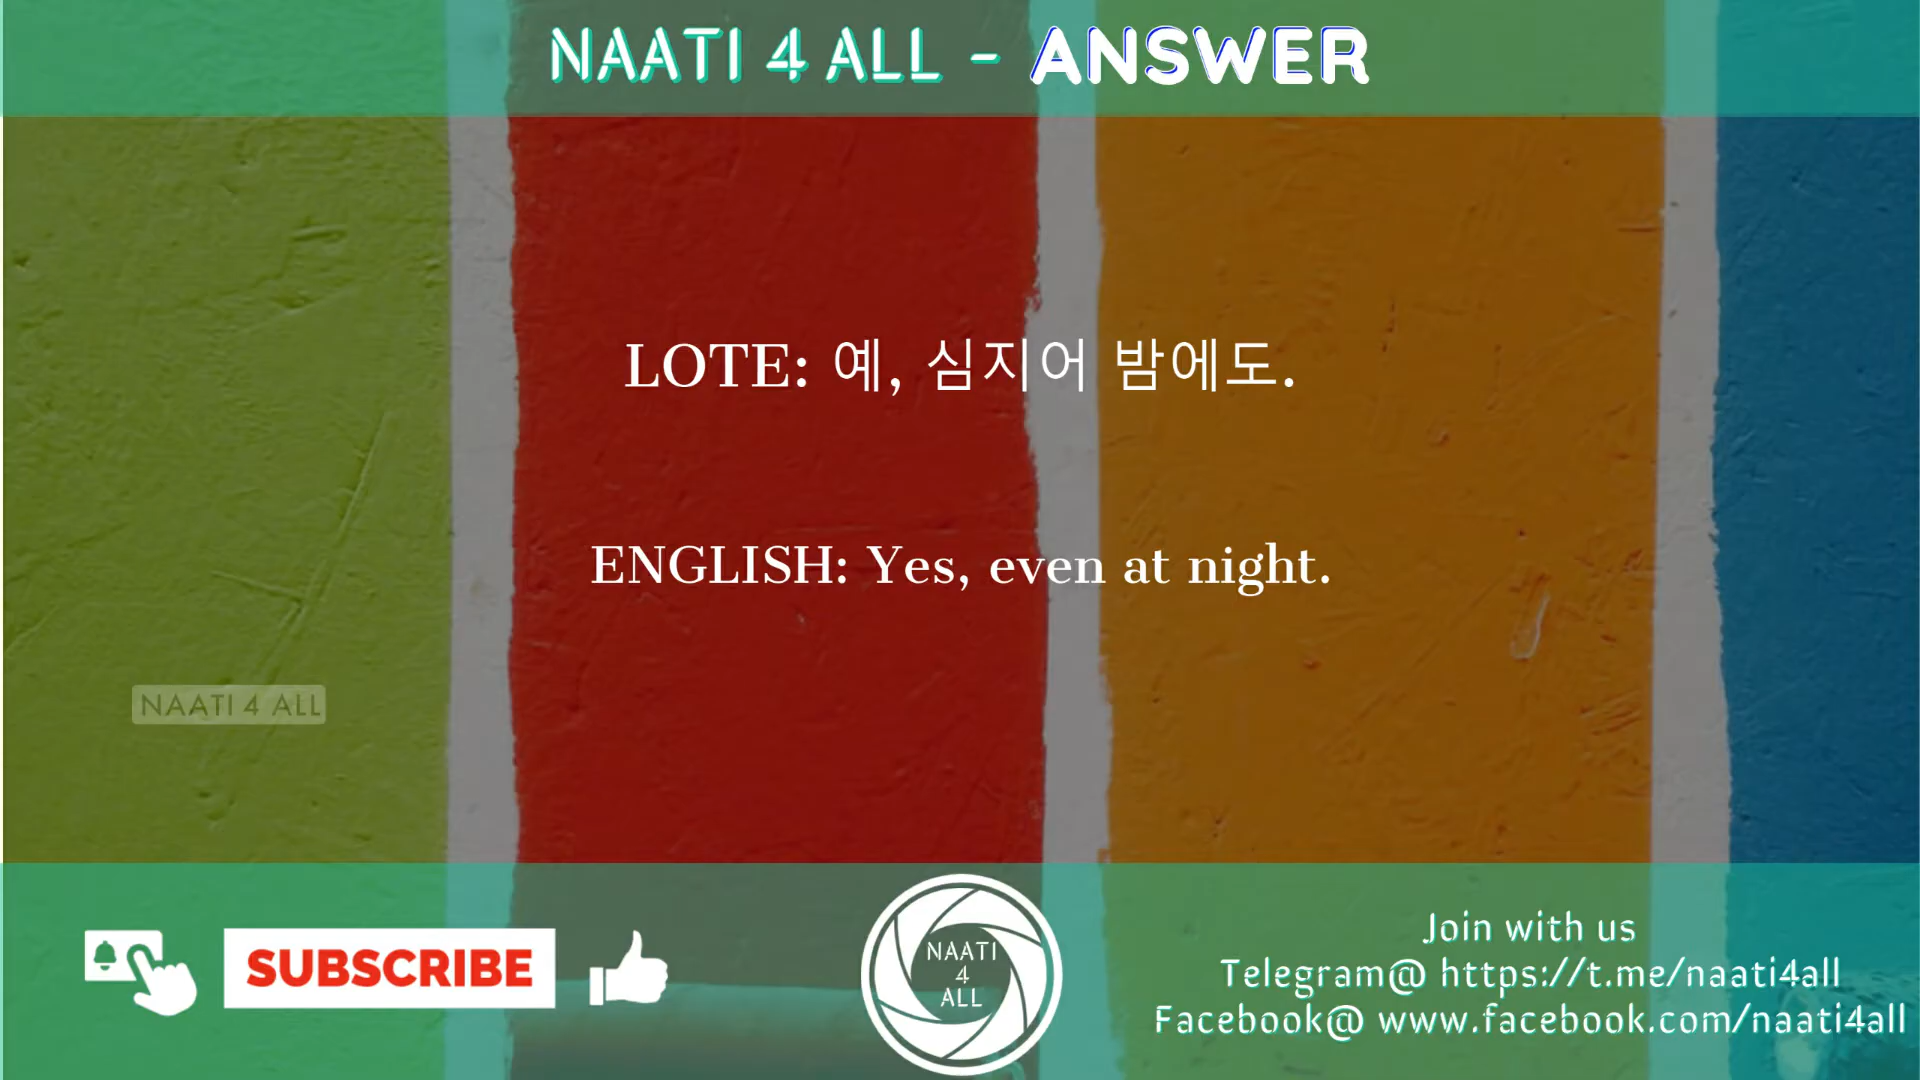 NAATI 4 ALL - ANSWER
LOTE: 예, 심지어 밤에도.
ENGLISH: Yes, even at night.
NAATI 4 ALL
SUBSCRIBE
NAATI
4
ALL
Join with us
Telegram@ https://t.me/naati4all
Facebook@ www.facebook.com/naati4all